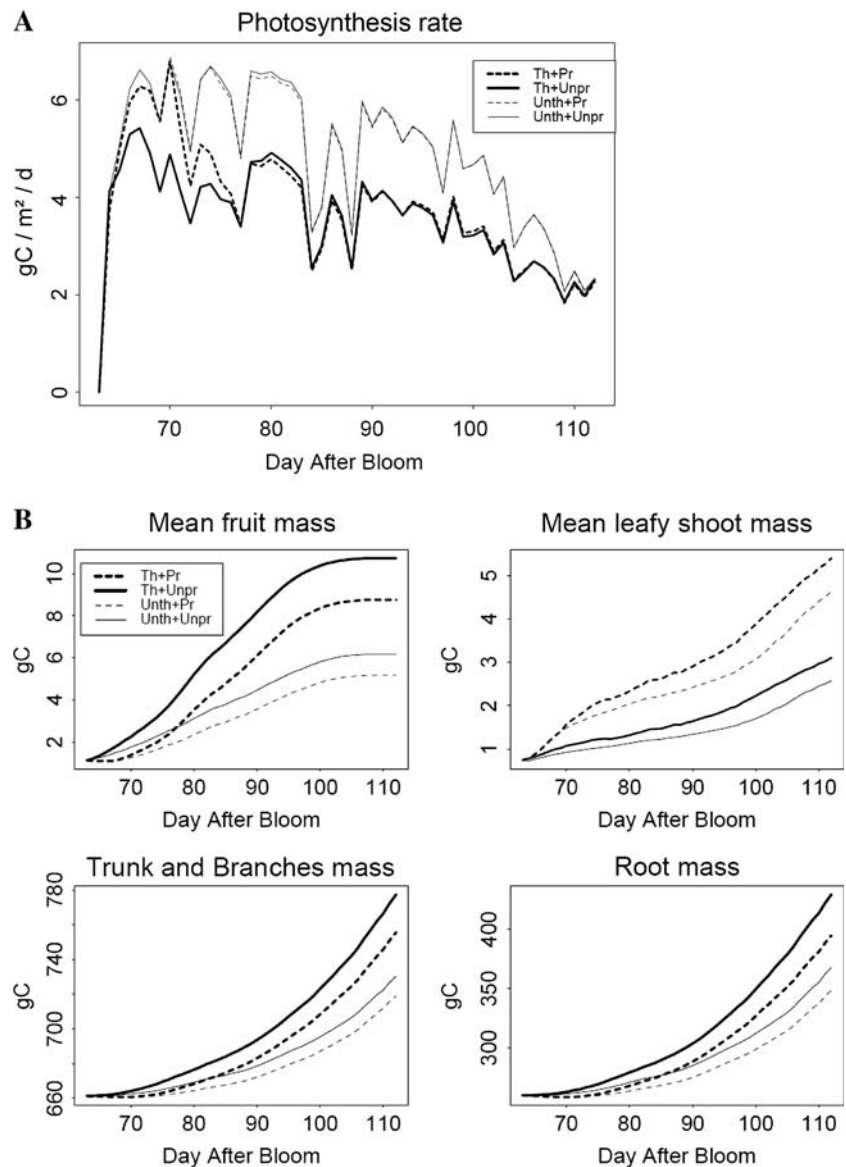 A
Photosynthesis rate
Th+Pr
Th+Unpr
Unth+Pr
Unth+Unpr
gC / m² / d
0 2 4 6
70 80 90 100 110
Day After Bloom
B
Mean fruit mass
Th+Pr
Th+Unpr
Unth+Pr
Unth+Unpr
gC
2 4 6 8 10
70 80 90 100 110
Day After Bloom
Mean leafy shoot mass
gC
1 2 3 4 5
70 80 90 100 110
Day After Bloom
Trunk and Branches mass
gC
660 700 740 780
70 80 90 100 110
Day After Bloom
Root mass
gC
300 350 400
70 80 90 100 110
Day After Bloom